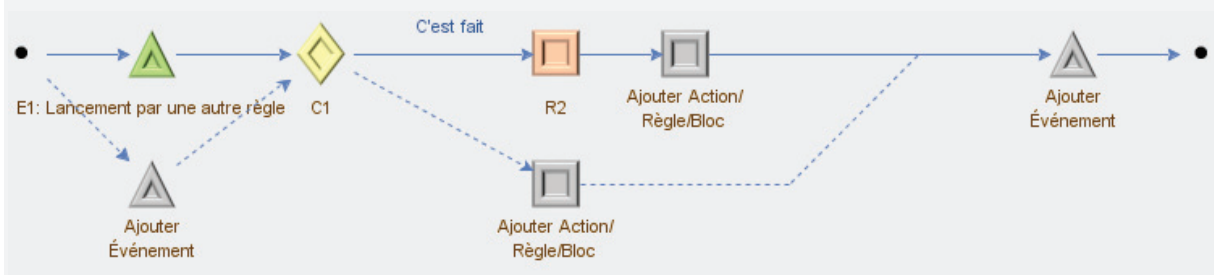 C'est fait
E1: Lancement par une autre règle
C1
R2
Ajouter Action/
Règle/Bloc
Ajouter
Événement
Ajouter
Événement
Ajouter Action/
Règle/Bloc